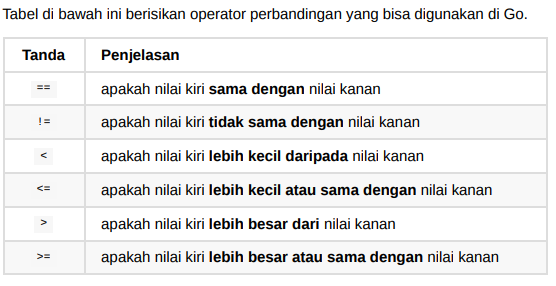 Tabel di bawah ini berisikan operator perbandingan yang bisa digunakan di Go.
Tanda Penjelasan
== apakah nilai kiri sama dengan nilai kanan
!= apakah nilai kiri tidak sama dengan nilai kanan
< apakah nilai kiri lebih kecil daripada nilai kanan
<= apakah nilai kiri lebih kecil atau sama dengan nilai kanan
> apakah nilai kiri lebih besar dari nilai kanan
>= apakah nilai kiri lebih besar atau sama dengan nilai kanan